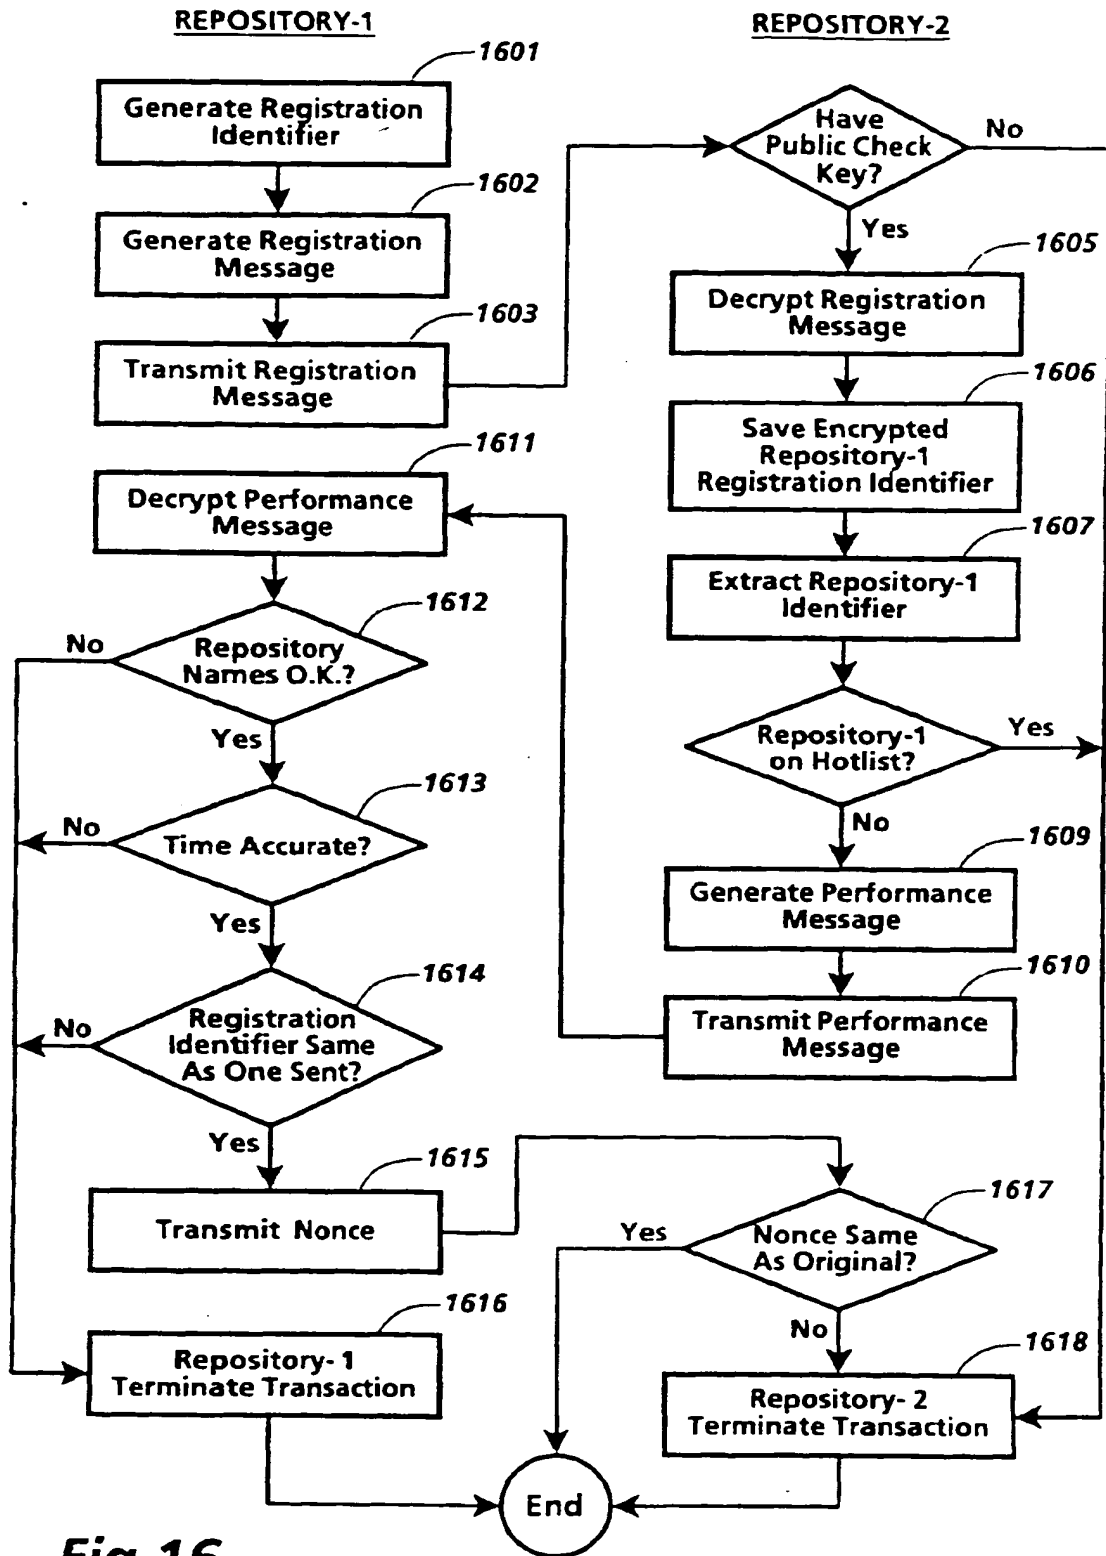 REPOSITORY-1
1601
Generate Registration
Identifier
1602
Generate Registration
Message
1603
Transmit Registration
Message
1611
Decrypt Performance
Message
1612
Repository
Names O.K.?
No
Yes
1613
Time Accurate?
No
Yes
1614
Registration
Identifier Same
As One Sent?
No
Yes
1615
Transmit Nonce
1616
Repository- 1
Terminate Transaction
REPOSITORY-2
Have
Public Check
Key?
No
Yes
1605
Decrypt Registration
Message
1606
Save Encrypted
Repository-1
Registration Identifier
1607
Extract Repository-1
Identifier
Repository-1
on Hotlist?
Yes
No
1609
Generate Performance
Message
1610
Transmit Performance
Message
1617
Nonce Same
As Original?
Yes
No
1618
Repository- 2
Terminate Transaction
End
Fig. 16